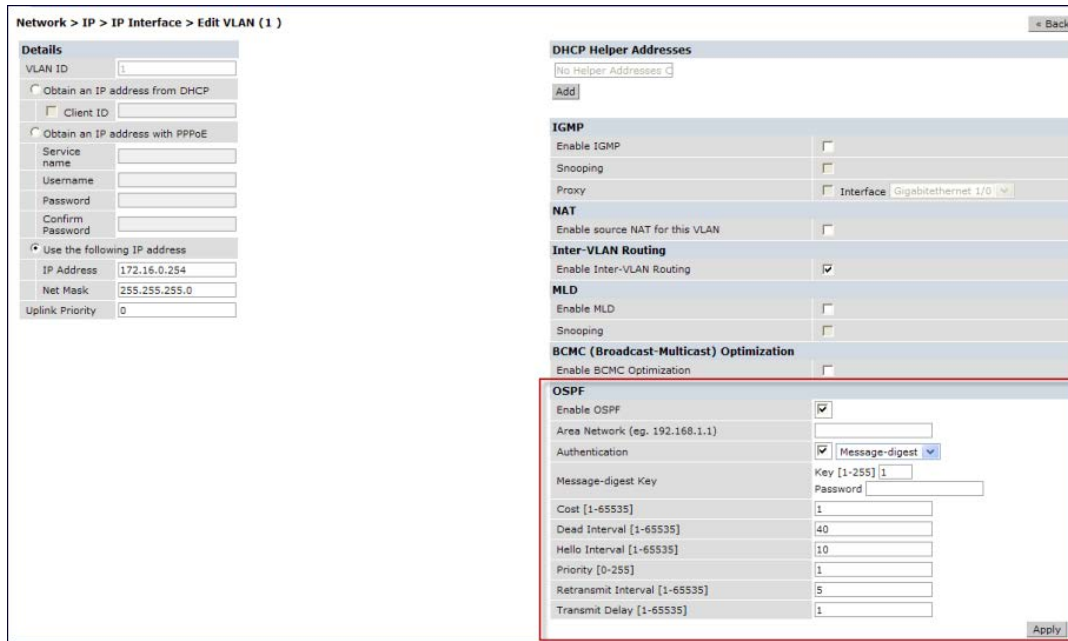 Network > IP > IP Interface > Edit VLAN (1 )
« Back
Details
VLAN ID 1
Obtain an IP address from DHCP
Client ID
Obtain an IP address with PPPoE
Service name
Username
Password
Confirm Password
Use the following IP address
IP Address 172.16.0.254
Net Mask 255.255.255.0
Uplink Priority 0
DHCP Helper Addresses
No Helper Addresses C
Add
IGMP
Enable IGMP
Snooping
Proxy Interface Gigabitethernet 1/0
NAT
Enable source NAT for this VLAN
Inter-VLAN Routing
Enable Inter-VLAN Routing
MLD
Enable MLD
Snooping
BCMC (Broadcast-Multicast) Optimization
Enable BCMC Optimization
OSPF
Enable OSPF
Area Network (eg. 192.168.1.1)
Authentication Message-digest
Message-digest Key Key [1-255] 1
Password
Cost [1-65535] 1
Dead Interval [1-65535] 40
Hello Interval [1-65535] 10
Priority [0-255] 1
Retransmit Interval [1-65535] 5
Transmit Delay [1-65535] 1
Apply